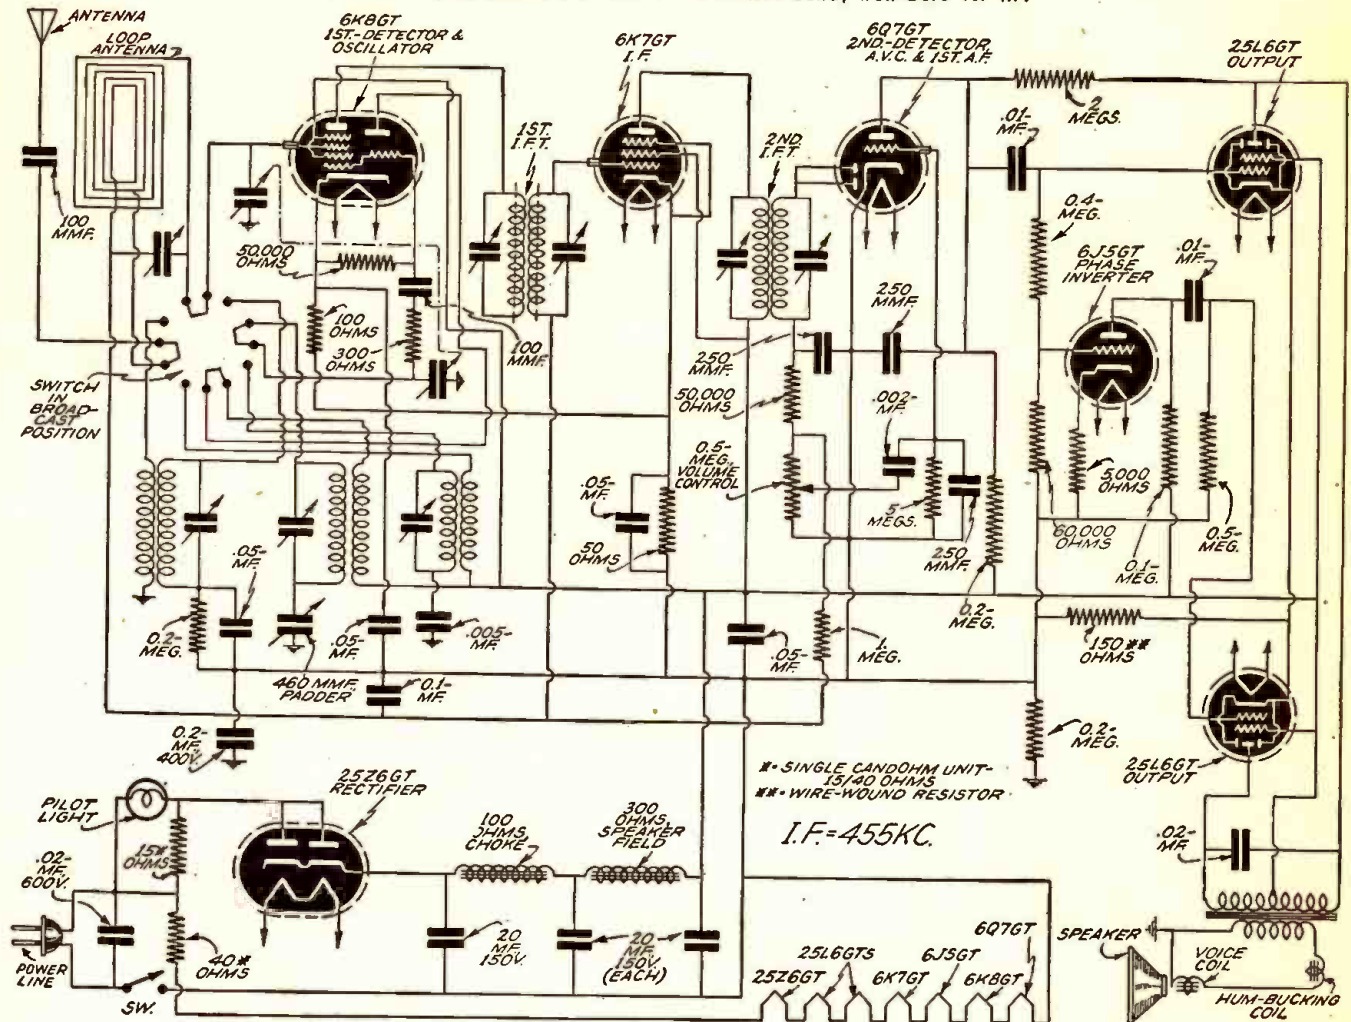 ANTENNA
LOOP
ANTENNA
100
MMF.
6K8GT
1ST.-DETECTOR &
OSCILLATOR
6K7GT
I.F.
6Q7GT
2ND.-DETECTOR,
A.V.C. & 1ST. A.F.
25L6GT
OUTPUT
2
MEGS.
.01-
MF.
1ST.
I.F.T.
2ND.
I.F.T.
50,000
OHMS
100
OHMS
300
OHMS
100
MMF.
SWITCH
IN
BROAD-
CAST
POSITION
0.4-
MEG.
6J5GT
PHASE
INVERTER
.01-
MF.
250
MMF.
250
MMF.
50,000
OHMS
.002-
MF.
0.5-
MEG.,
VOLUME
CONTROL
5
MEGS.
250
MMF.
0.2-
MEG.
5,000
OHMS
60,000
OHMS
0.1-
MEG.
0.5-
MEG.
.05-
MF.
50
OHMS
.05-
MF.
0.2-
MEG.
460 MMF.
PADDER
.05-
MF.
.005-
MF.
0.1-
MF.
.05-
MF.
1.
MEG.
150**
OHMS
0.2-
MF.
400V.
0.2-
MEG.
25L6GT
OUTPUT
*= SINGLE CANDOHM UNIT-
15/40 OHMS
**= WIRE-WOUND RESISTOR
I.F.=455KC.
PILOT
LIGHT
25Z6GT
RECTIFIER
15*
OHMS
.02-
MF.
600V.
100
OHMS,
CHOKE
300
OHMS,
SPEAKER
FIELD
40*
OHMS
20
MF.
150V.
20
MF.
150V.
(EACH)
POWER
LINE
SW.
25Z6GT
25L6GTS
6K7GT
6J5GT
6K8GT
6Q7GT
.02-
MF.
SPEAKER
VOICE
COIL
HUM-BUCKING
COIL